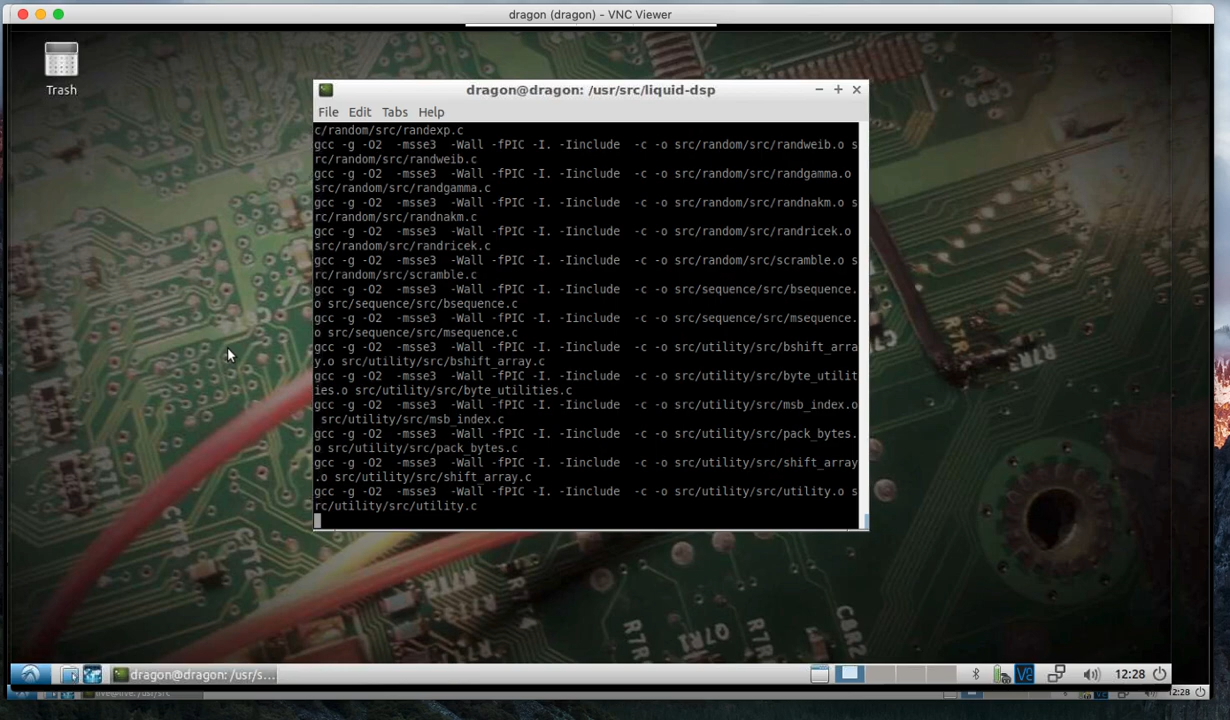 dragon (dragon) – VNC Viewer
Trash
dragon@dragon: /usr/src/liquid-dsp
File Edit Tabs Help
c/random/src/randexp.c
gcc -g -O2  -msse3  -Wall -fPIC -I. -Iinclude  -c -o src/random/src/randweib.o s
rc/random/src/randweib.c
gcc -g -O2  -msse3  -Wall -fPIC -I. -Iinclude  -c -o src/random/src/randgamma.o
src/random/src/randgamma.c
gcc -g -O2  -msse3  -Wall -fPIC -I. -Iinclude  -c -o src/random/src/randnakm.o s
rc/random/src/randnakm.c
gcc -g -O2  -msse3  -Wall -fPIC -I. -Iinclude  -c -o src/random/src/randricek.o
src/random/src/randricek.c
gcc -g -O2  -msse3  -Wall -fPIC -I. -Iinclude  -c -o src/random/src/scramble.o s
rc/random/src/scramble.c
gcc -g -O2  -msse3  -Wall -fPIC -I. -Iinclude  -c -o src/sequence/src/bsequence.
o src/sequence/src/bsequence.c
gcc -g -O2  -msse3  -Wall -fPIC -I. -Iinclude  -c -o src/sequence/src/msequence.
o src/sequence/src/msequence.c
gcc -g -O2  -msse3  -Wall -fPIC -I. -Iinclude  -c -o src/utility/src/bshift_arra
y.o src/utility/src/bshift_array.c
gcc -g -O2  -msse3  -Wall -fPIC -I. -Iinclude  -c -o src/utility/src/byte_utilit
ies.o src/utility/src/byte_utilities.c
gcc -g -O2  -msse3  -Wall -fPIC -I. -Iinclude  -c -o src/utility/src/msb_index.o
 src/utility/src/msb_index.c
gcc -g -O2  -msse3  -Wall -fPIC -I. -Iinclude  -c -o src/utility/src/pack_bytes.
o src/utility/src/pack_bytes.c
gcc -g -O2  -msse3  -Wall -fPIC -I. -Iinclude  -c -o src/utility/src/shift_array
.o src/utility/src/shift_array.c
gcc -g -O2  -msse3  -Wall -fPIC -I. -Iinclude  -c -o src/utility/src/utility.o s
rc/utility/src/utility.c
dragon@dragon: /usr/s...
12:28